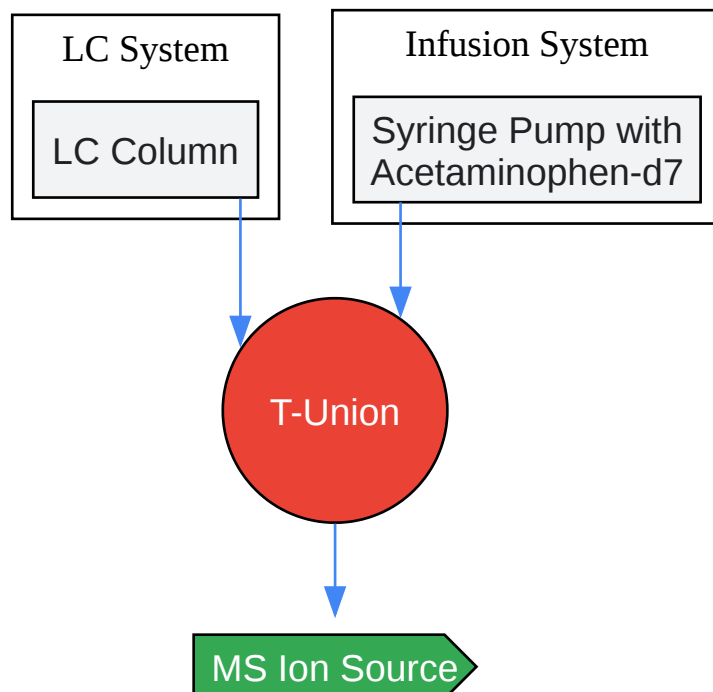 LC System
Infusion System
LC Column
Syringe Pump with
Acetaminophen-d7
T-Union
MS Ion Source